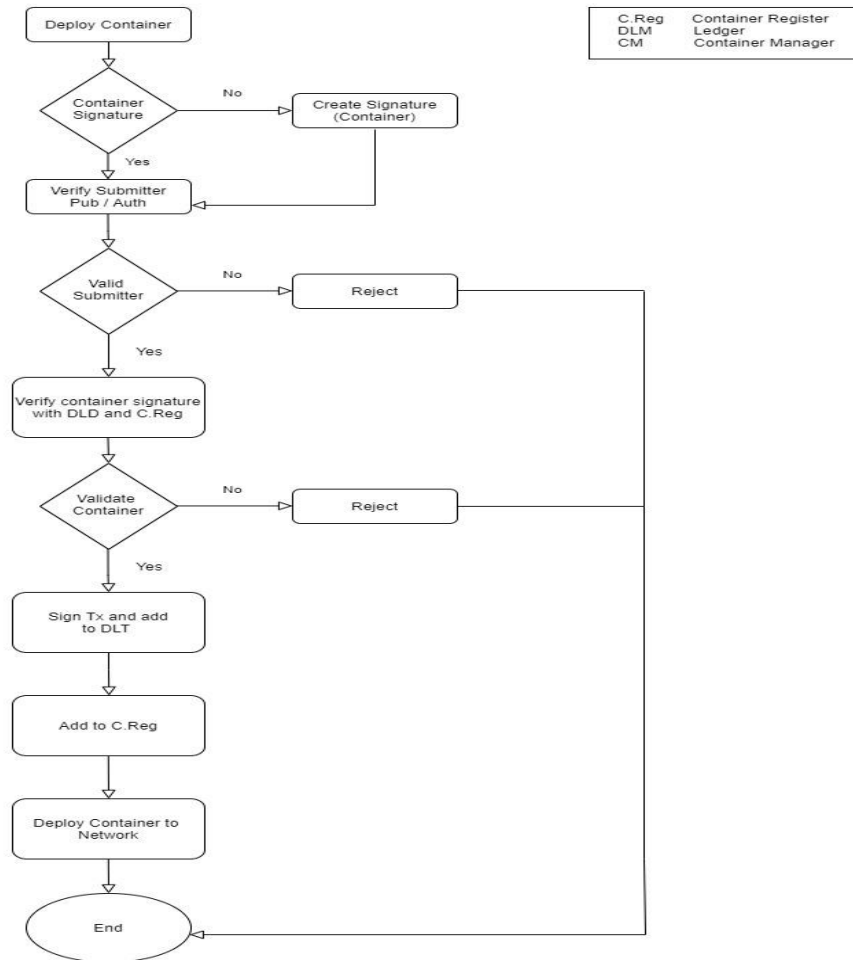 Deploy Container
C.Reg Container Register
DLM Ledger
CM Container Manager
Container
Signature
No
Create Signature
(Container)
Yes
Verify Submitter
Pub / Auth
Valid
Submitter
No
Reject
Yes
Verify container signature
with DLD and C.Reg
Validate
Container
No
Reject
Yes
Sign Tx and add
to DLT
Add to C.Reg
Deploy Container to
Network
End